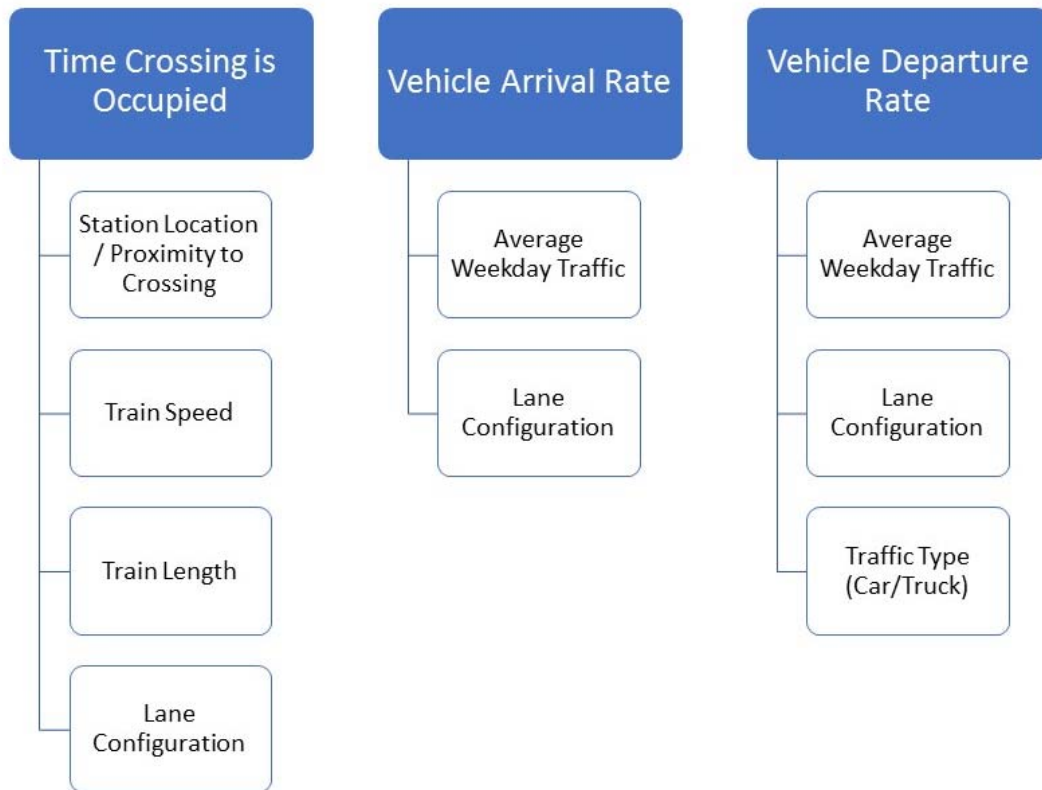 Time Crossing is
Occupied
Station Location
/ Proximity to
Crossing
Train Speed
Train Length
Lane
Configuration
Vehicle Arrival Rate
Average
Weekday Traffic
Lane
Configuration
Vehicle Departure
Rate
Average
Weekday Traffic
Lane
Configuration
Traffic Type
(Car/Truck)